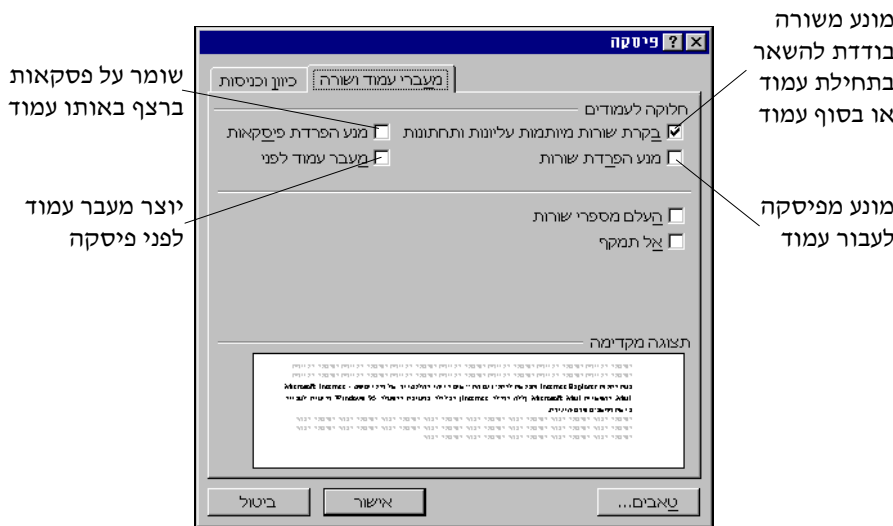 מונע משורה
בודדת להשאר
בתחילת עמוד
או בסוף עמוד
מונע מפיסקה
לעבור עמוד
פיסקה
מעברי עמוד ושורה
כיוון וכניסות
חלוקה לעמודים
בקרת שורות מיותמות עליונות ותחתונות
מנע הפרדת פיסקאות
מנע הפרדת שורות
מעבר עמוד לפני
העלם מספרי שורות
אל תמקף
תצוגה מקדימה
טאבים...
אישור
ביטול
שומר על פסקאות
ברצף באותו עמוד
יוצר מעבר עמוד
לפני פיסקה